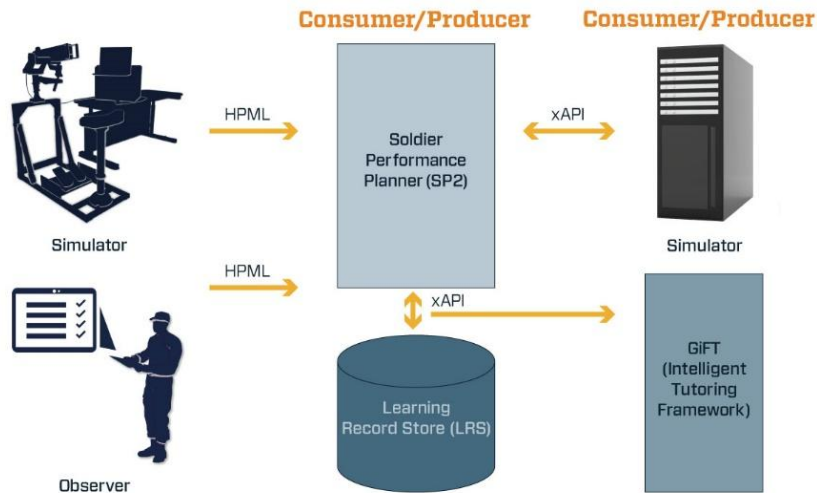 Consumer/Producer
Consumer/Producer
HPML
Soldier
Performance
Planner (SP2)
xAPI
Simulator
Simulator
HPML
xAPI
GiFT
(Intelligent
Tutoring
Framework)
Learning
Record Store (LRS)
Observer